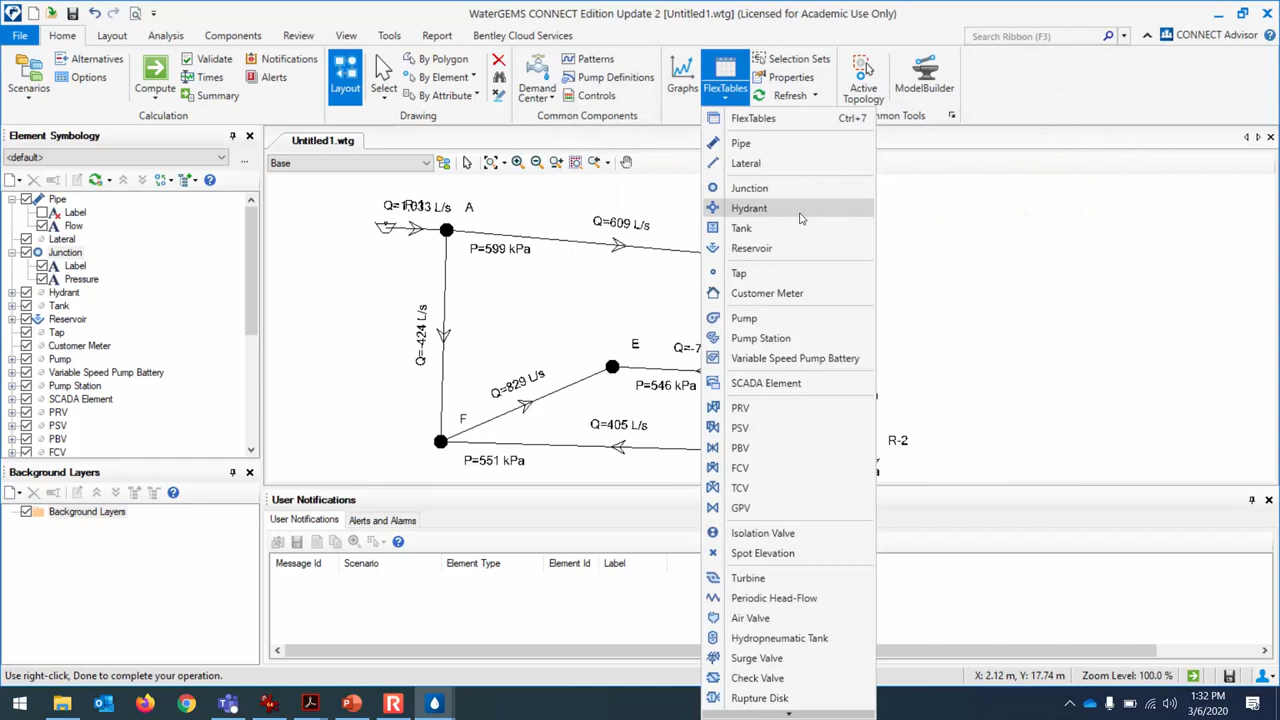 WaterGEMS CONNECT Edition Update 2 [Untitled1.wtg] (Licensed for Academic Use Only)
File Home Layout Analysis Components Review View Tools Report Bentley Cloud Services
Search Ribbon (F3) CONNECT Advisor
Scenarios
Alternatives
Options
Compute
Validate
Times
Summary
Notifications
Alerts
Calculation
Layout
Select
By Polygon
By Element
By Attribute
Drawing
Demand Center
Patterns
Pump Definitions
Controls
Common Components
Graphs
FlexTables
Selection Sets
Properties
Refresh
Active Topology
ModelBuilder
Common Tools
Element Symbology
<default>
Pipe
Label
Flow
Lateral
Junction
Label
Pressure
Hydrant
Tank
Reservoir
Tap
Customer Meter
Pump
Variable Speed Pump Battery
Pump Station
SCADA Element
PRV
PSV
PBV
FCV
Background Layers
Background Layers
Untitled1.wtg
Base
A
Q=609 L/s
P=599 kPa
Q=-424 L/s
E
Q=-7
Q=829 L/s
P=546 kPa
F
Q=405 L/s
P=551 kPa
R-2
FlexTables Ctrl+7
Pipe
Lateral
Junction
Hydrant
Tank
Reservoir
Tap
Customer Meter
Pump
Pump Station
Variable Speed Pump Battery
SCADA Element
PRV
PSV
PBV
FCV
TCV
GPV
Isolation Valve
Spot Elevation
Turbine
Periodic Head-Flow
Air Valve
Hydropneumatic Tank
Surge Valve
Check Valve
Rupture Disk
User Notifications
User Notifications Alerts and Alarms
Message Id Scenario Element Type Element Id Label
Use right-click, Done to complete your operation.
X: 2.12 m, Y: 17.74 m Zoom Level: 100.0 %
1:32 PM
3/6/2020